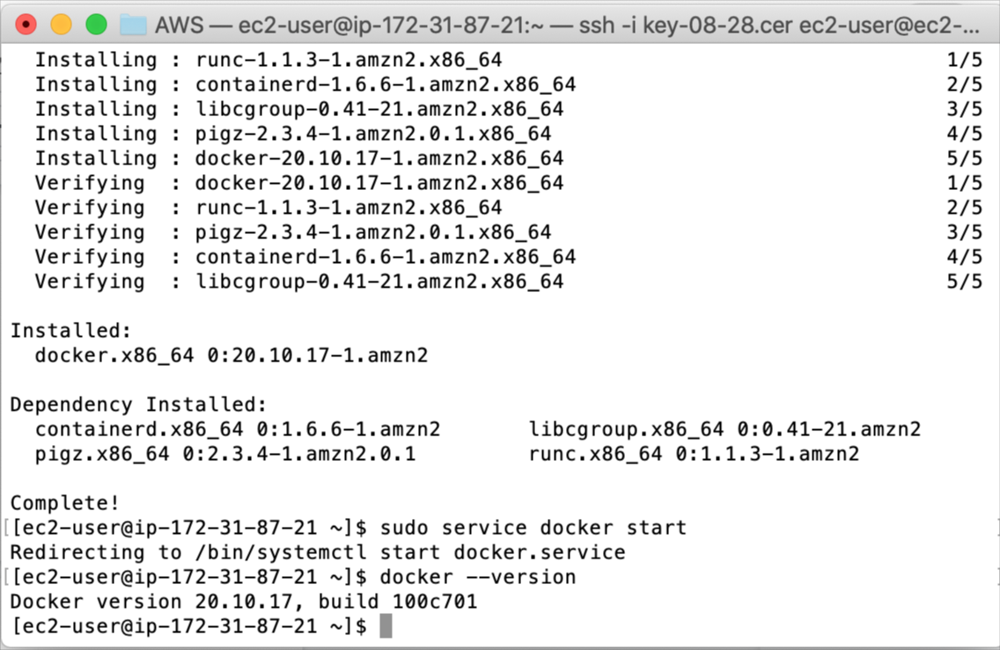 AWS — ec2-user@ip-172-31-87-21:~ — ssh -i key-08-28.cer ec2-user@ec2-...
Installing : runc-1.1.3-1.amzn2.x86_64 1/5
Installing : containerd-1.6.6-1.amzn2.x86_64 2/5
Installing : libcgroup-0.41-21.amzn2.x86_64 3/5
Installing : pigz-2.3.4-1.amzn2.0.1.x86_64 4/5
Installing : docker-20.10.17-1.amzn2.x86_64 5/5
Verifying : docker-20.10.17-1.amzn2.x86_64 1/5
Verifying : runc-1.1.3-1.amzn2.x86_64 2/5
Verifying : pigz-2.3.4-1.amzn2.0.1.x86_64 3/5
Verifying : containerd-1.6.6-1.amzn2.x86_64 4/5
Verifying : libcgroup-0.41-21.amzn2.x86_64 5/5
Installed:
docker.x86_64 0:20.10.17-1.amzn2
Dependency Installed:
containerd.x86_64 0:1.6.6-1.amzn2 libcgroup.x86_64 0:0.41-21.amzn2
pigz.x86_64 0:2.3.4-1.amzn2.0.1 runc.x86_64 0:1.1.3-1.amzn2
Complete!
[[ec2-user@ip-172-31-87-21 ~]$ sudo service docker start ]
Redirecting to /bin/systemctl start docker.service
[[ec2-user@ip-172-31-87-21 ~]$ docker --version ]
Docker version 20.10.17, build 100c701
[ec2-user@ip-172-31-87-21 ~]$